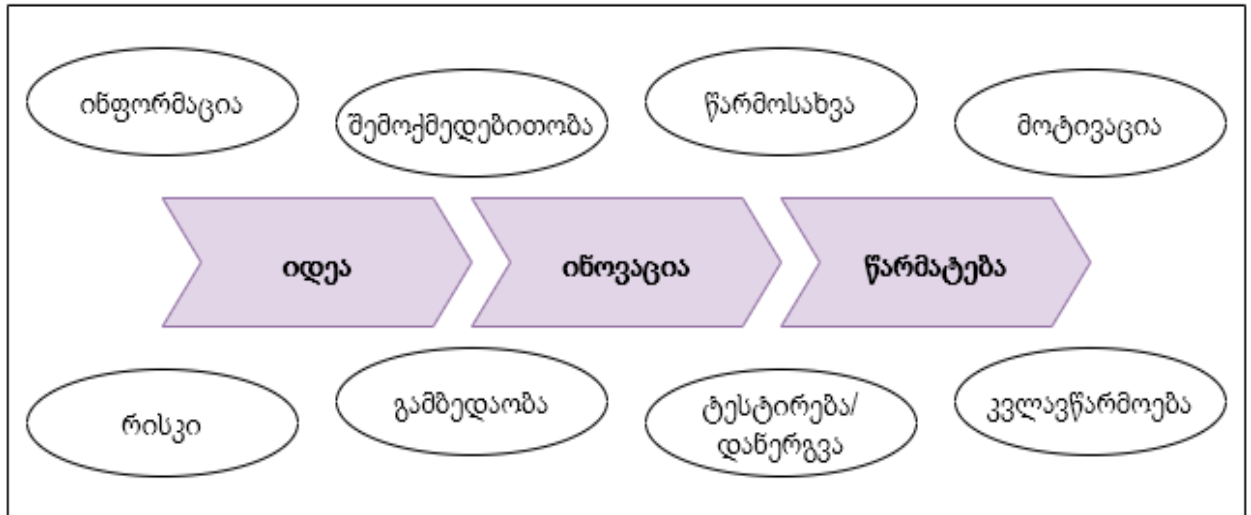 ინფორმაცია
შემოქმედებითობა
წარმოსახვა
მოტივაცია
იდეა
ინოვაცია
წარმატება
რისკი
გამბედაობა
ტესტირება/
დანერგვა
კვლავწარმოება